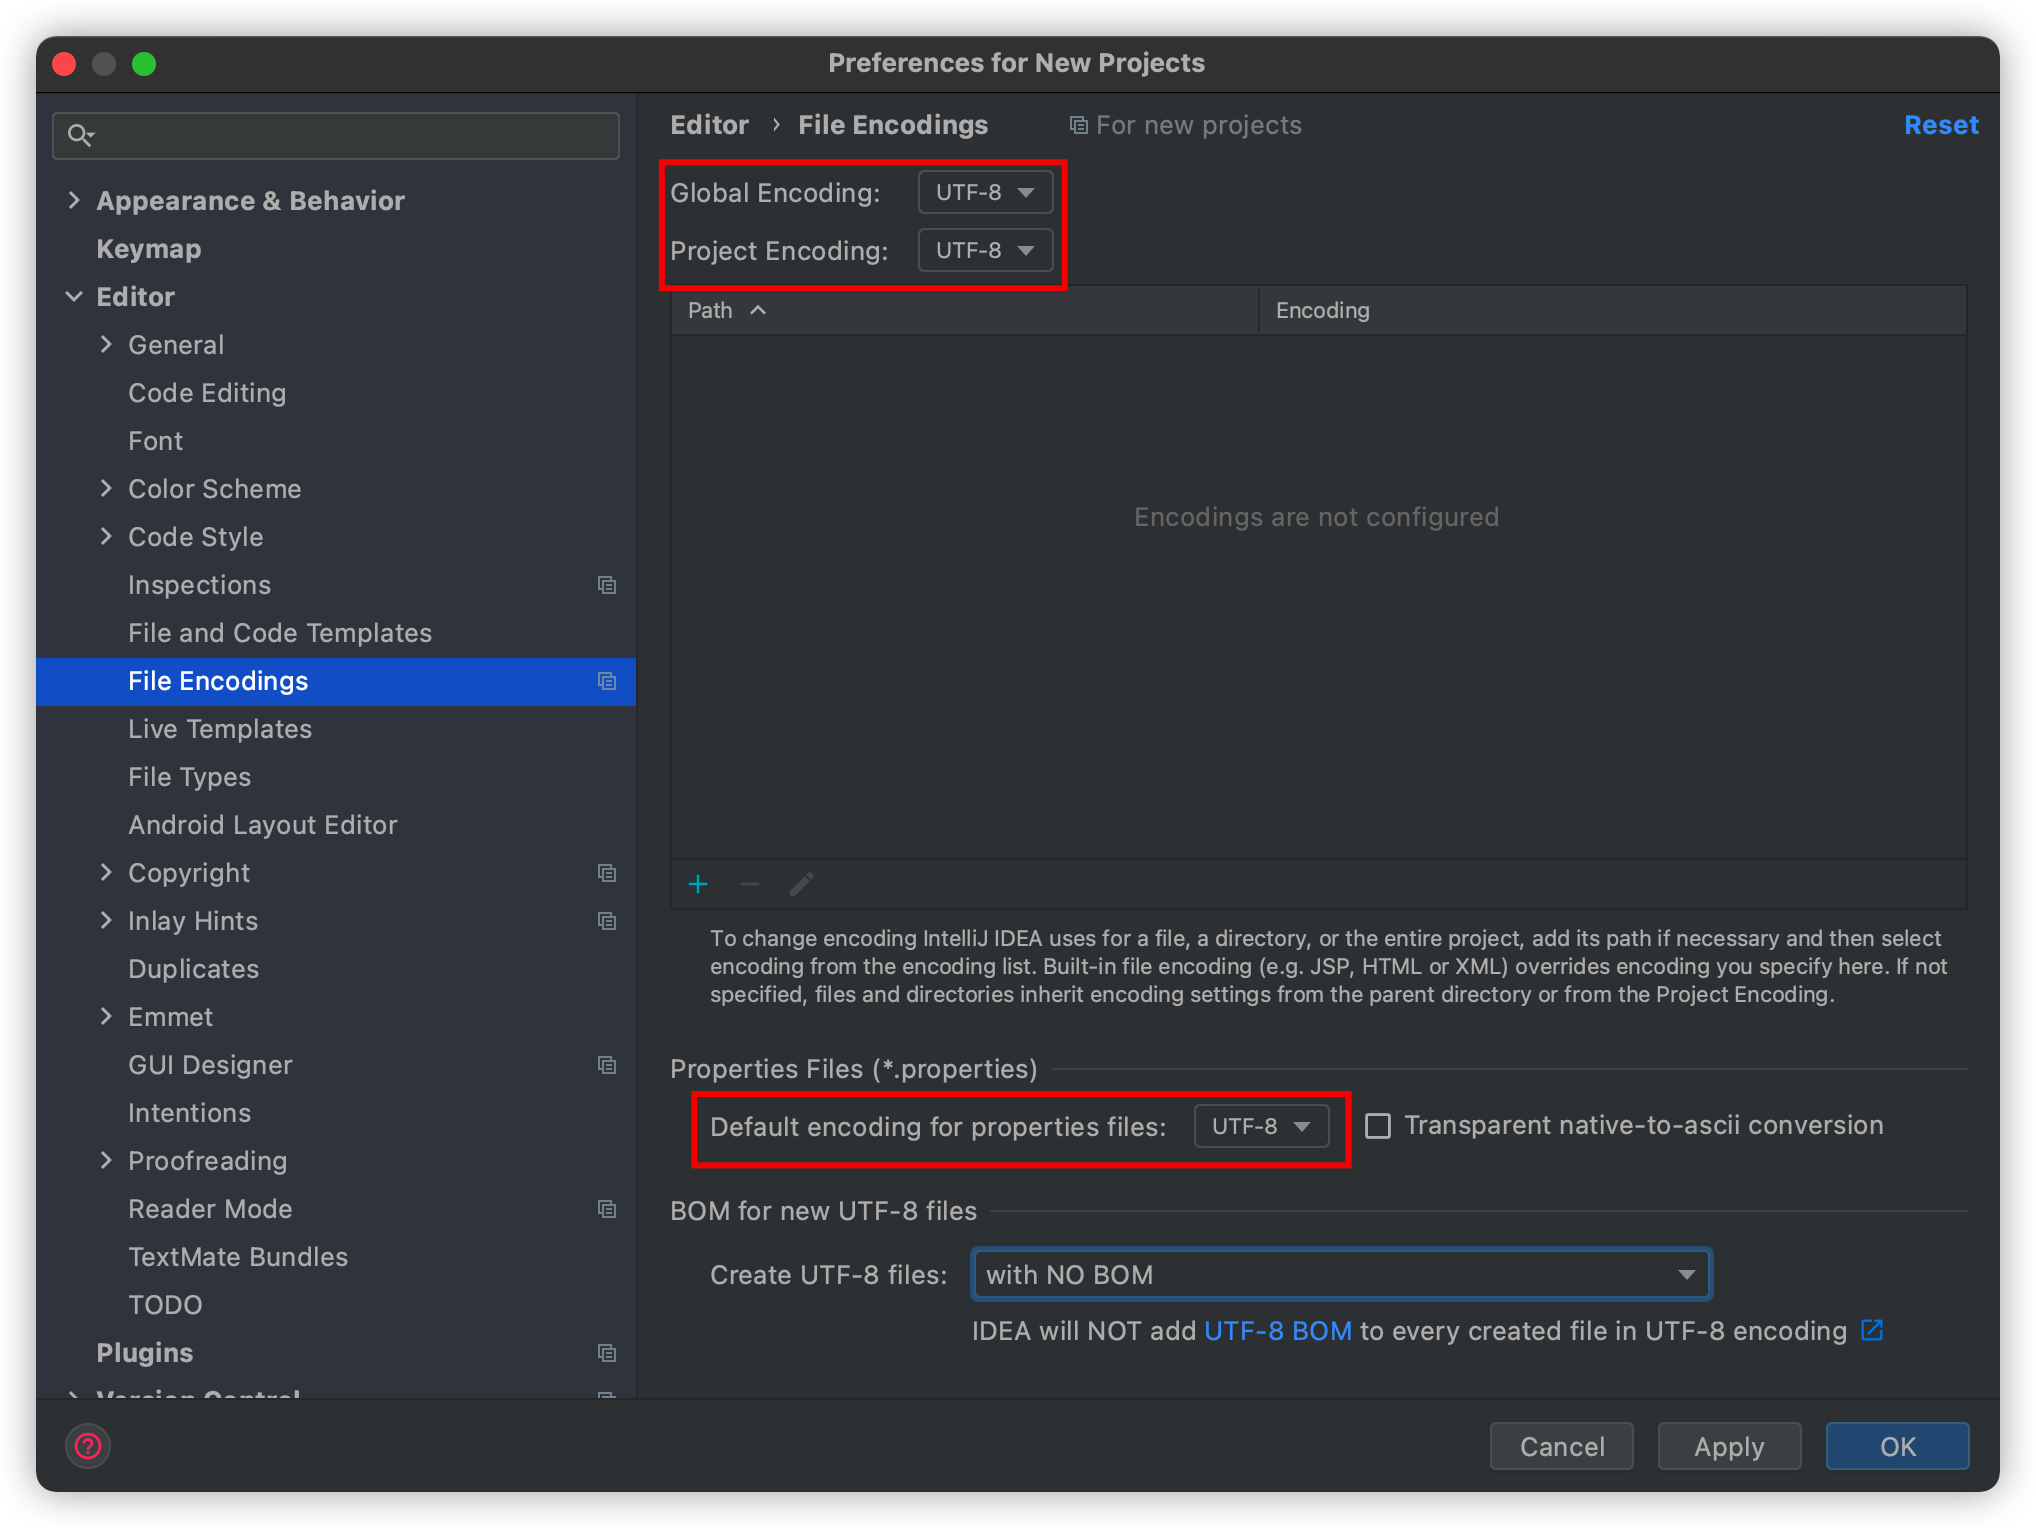 Preferences for New Projects
Appearance & Behavior
Keymap
Editor
General
Code Editing
Font
Color Scheme
Code Style
Inspections
File and Code Templates
File Encodings
Live Templates
File Types
Android Layout Editor
Copyright
Inlay Hints
Duplicates
Emmet
GUI Designer
Intentions
Proofreading
Reader Mode
TextMate Bundles
TODO
Plugins
Version Control
Editor › File Encodings
For new projects
Reset
Global Encoding: UTF-8
Project Encoding: UTF-8
Path Encoding
Encodings are not configured
To change encoding IntelliJ IDEA uses for a file, a directory, or the entire project, add its path if necessary and then select
encoding from the encoding list. Built-in file encoding (e.g. JSP, HTML or XML) overrides encoding you specify here. If not
specified, files and directories inherit encoding settings from the parent directory or from the Project Encoding.
Properties Files (*.properties)
Default encoding for properties files: UTF-8 Transparent native-to-ascii conversion
BOM for new UTF-8 files
Create UTF-8 files: with NO BOM
IDEA will NOT add UTF-8 BOM to every created file in UTF-8 encoding
?
Cancel
Apply
OK